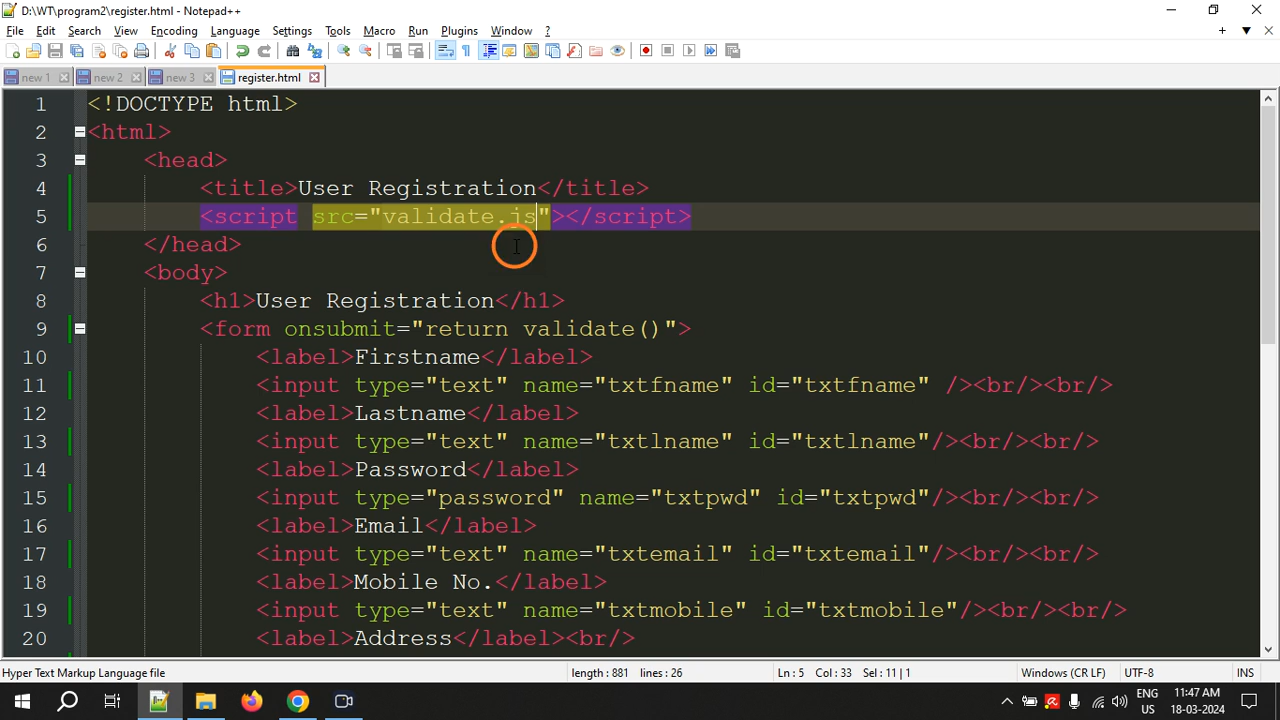 D:\WT\program2\register.html - Notepad++
File Edit Search View Encoding Language Settings Tools Macro Run Plugins Window ?
new 1 new 2 new 3 register.html
1 <!DOCTYPE html>
2 <html>
3 <head>
4 <title>User Registration</title>
5 <script src="validate.js"></script>
6 </head>
7 <body>
8 <h1>User Registration</h1>
9 <form onsubmit="return validate()">
10 <label>Firstname</label>
11 <input type="text" name="txtfname" id="txtfname" /><br/><br/>
12 <label>Lastname</label>
13 <input type="text" name="txtlname" id="txtlname"/><br/><br/>
14 <label>Password</label>
15 <input type="password" name="txtpwd" id="txtpwd"/><br/><br/>
16 <label>Email</label>
17 <input type="text" name="txtemail" id="txtemail"/><br/><br/>
18 <label>Mobile No.</label>
19 <input type="text" name="txtmobile" id="txtmobile"/><br/><br/>
20 <label>Address</label><br/>
Hyper Text Markup Language file length : 881 lines : 26 Ln : 5 Col : 33 Sel : 11 | 1 Windows (CR LF) UTF-8 INS
ENG 11:47 AM
US 18-03-2024